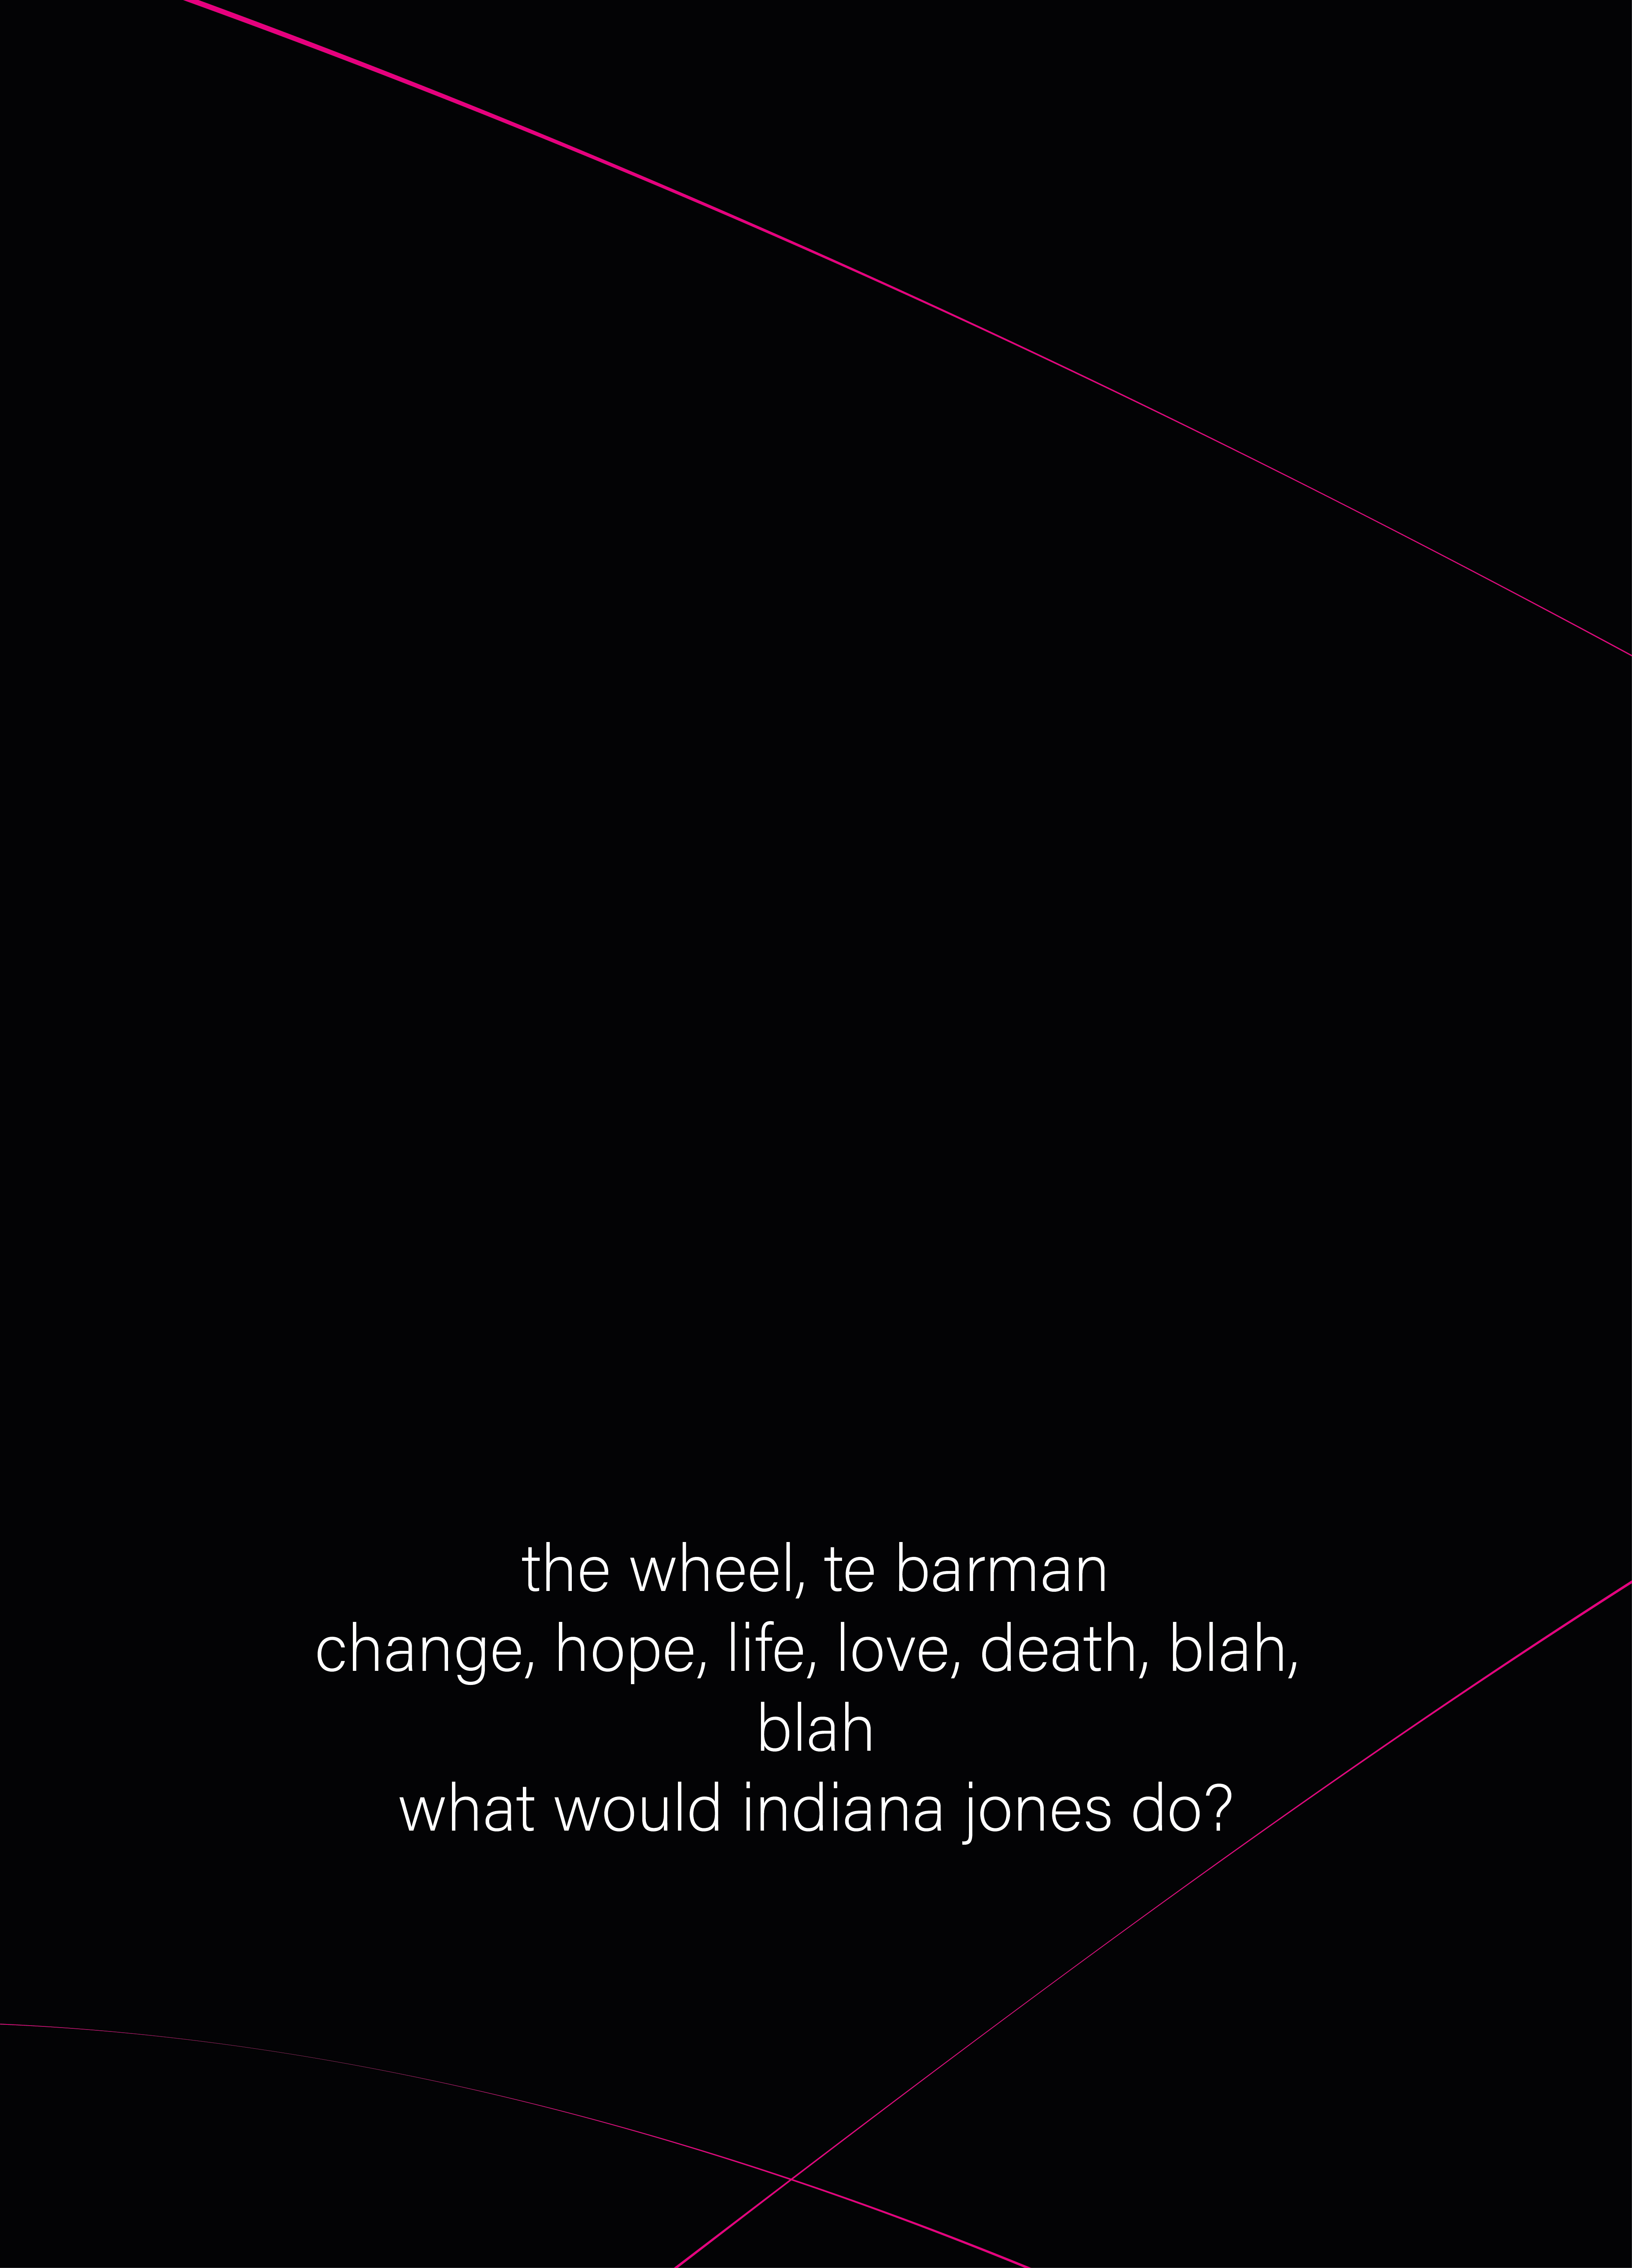 the wheel, te barman
change, hope, life, love, death, blah,
blah
what would indiana jones do?